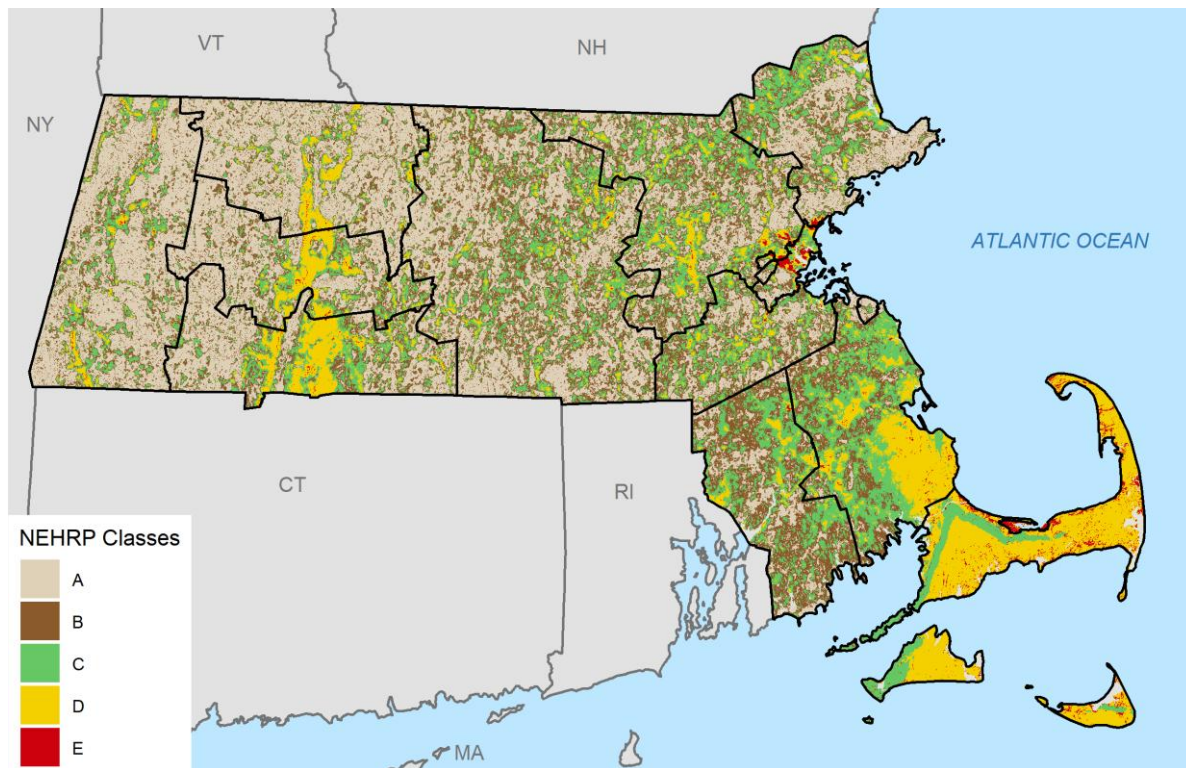 VT
NH
NY
ATLANTIC OCEAN
CT
RI
NEHRP Classes
A
B
C
D
E
MA